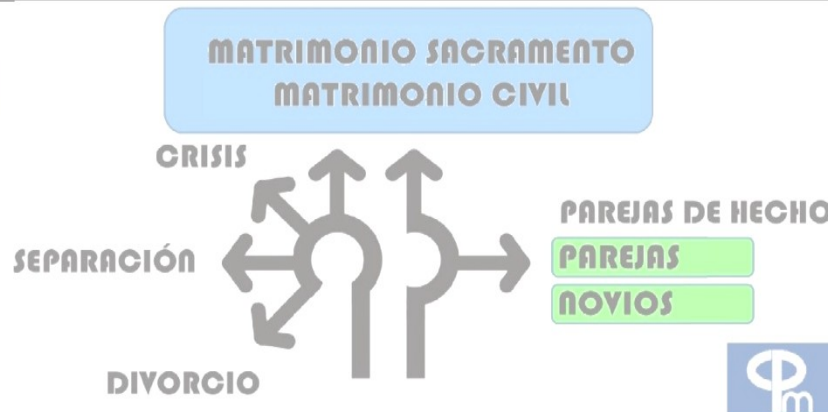 MATRIMONIO SACRAMENTO
MATRIMONIO CIVIL
CRISIS
SEPARACIÓN
DIVORCIO
PAREJAS DE HECHO
PAREJAS
NOVIOS
m